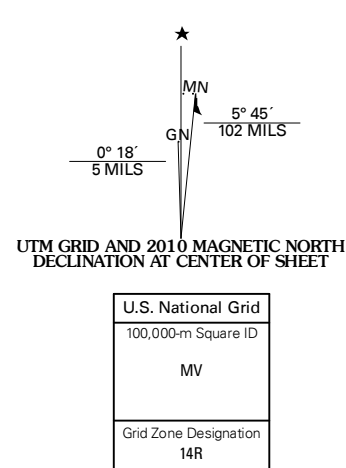 ★
MN
5° 45´
102 MILS
GN
0° 18´
5 MILS
UTM GRID AND 2010 MAGNETIC NORTH
DECLINATION AT CENTER OF SHEET
U.S. National Grid
100,000-m Square ID
MV
Grid Zone Designation
14R